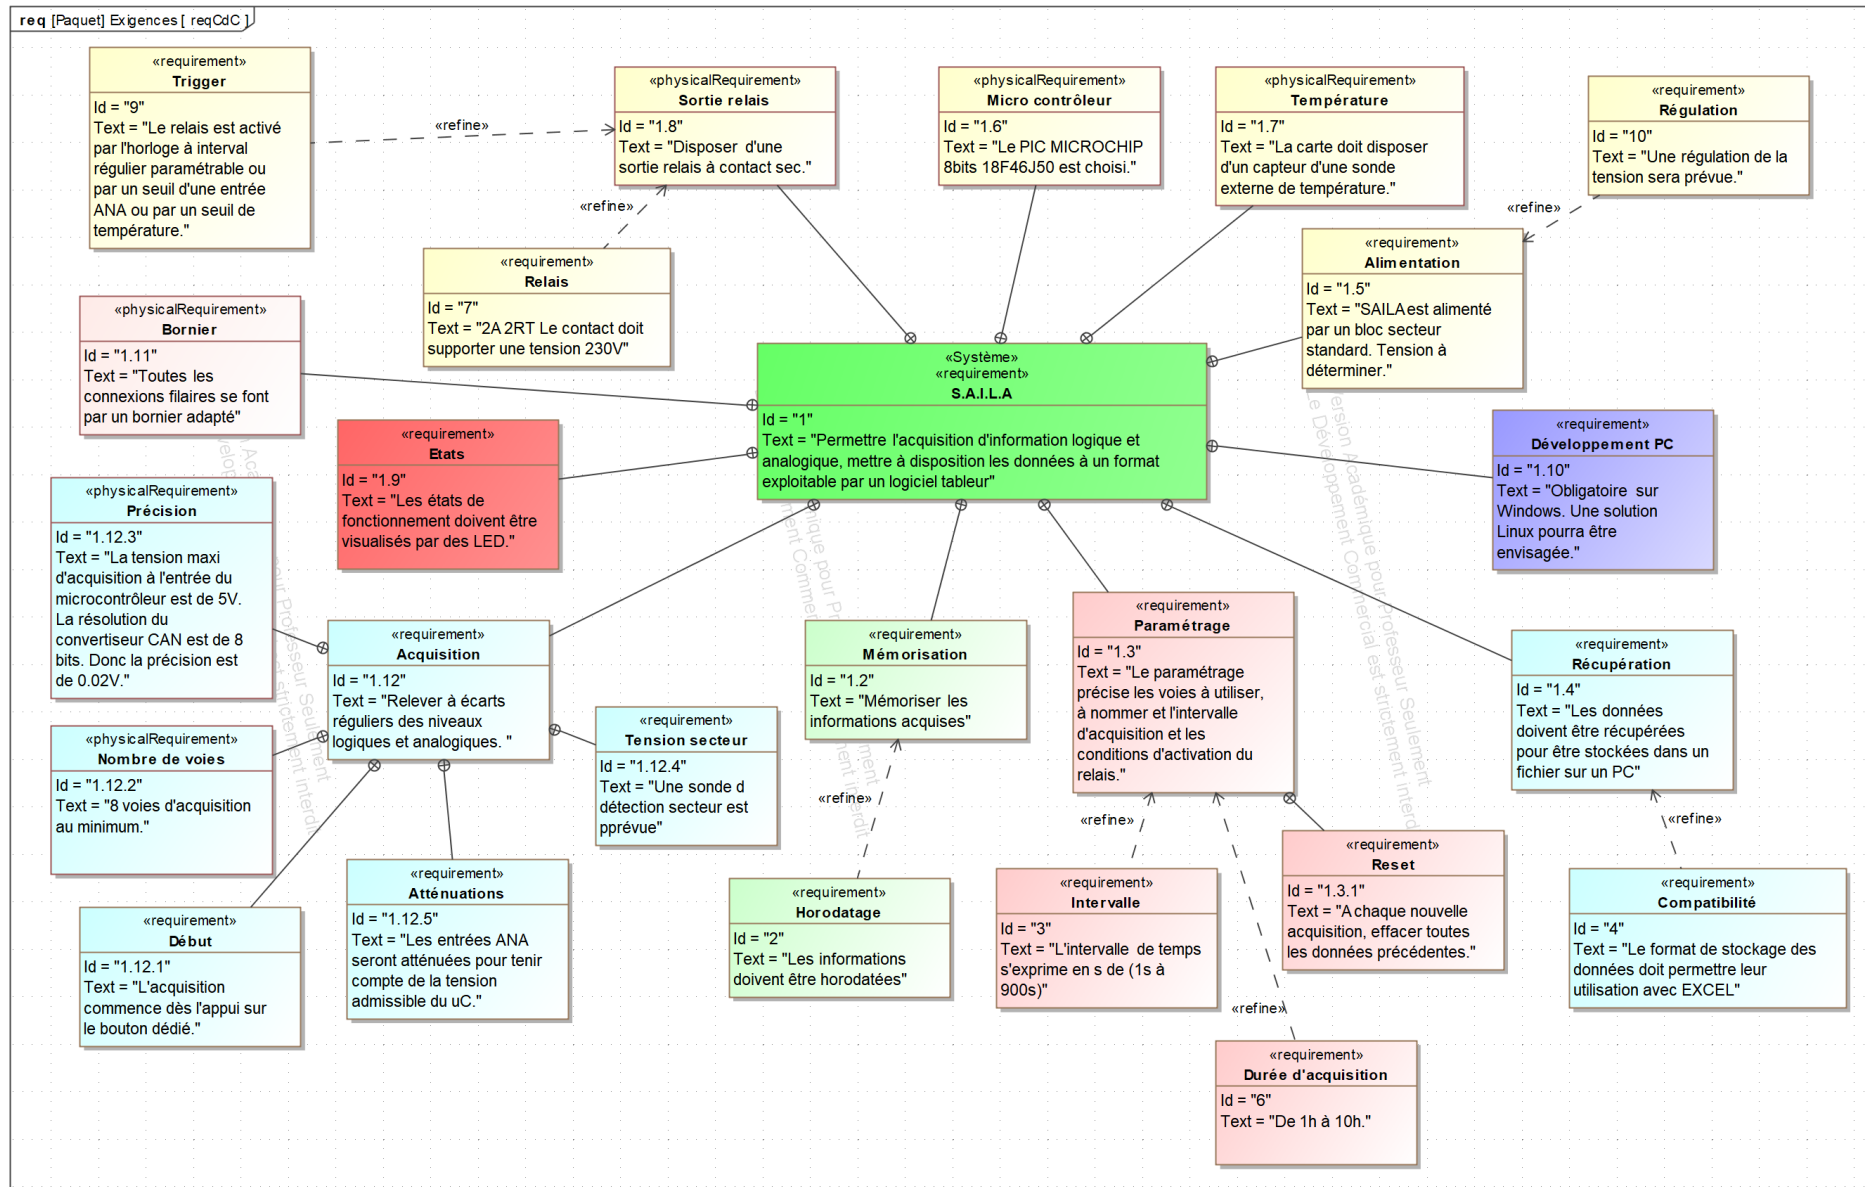 req [Paquet] Exigences [ reqCdC ]
«requirement»
Trigger
Id = "9"
Text = "Le relais est activé
par l'horloge à interval
régulier paramétrable ou
par un seuil d'une entrée
ANA ou par un seuil de
température."
«refine»
«physicalRequirement»
Sortie relais
Id = "1.8"
Text = "Disposer d'une
sortie relais à contact sec."
«physicalRequirement»
Micro contrôleur
Id = "1.6"
Text = "Le PIC MICROCHIP
8bits 18F46J50 est choisi."
«physicalRequirement»
Température
Id = "1.7"
Text = "La carte doit disposer
d'un capteur d'une sonde
externe de température."
«requirement»
Régulation
Id = "10"
Text = "Une régulation de la
tension sera prévue."
«refine»
«refine»
«requirement»
Relais
Id = "7"
Text = "2A 2RT Le contact doit
supporter une tension 230V"
«requirement»
Alimentation
Id = "1.5"
Text = "SAILA est alimenté
par un bloc secteur
standard. Tension à
déterminer."
«physicalRequirement»
Bornier
Id = "1.11"
Text = "Toutes les
connexions filaires se font
par un bornier adapté"
«Système»
«requirement»
S.A.I.L.A
Id = "1"
Text = "Permettre l'acquisition d'information logique et
analogique, mettre à disposition les données à un format
exploitable par un logiciel tableur"
«requirement»
Etats
Id = "1.9"
Text = "Les états de
fonctionnement doivent être
visualisés par des LED."
«requirement»
Développement PC
Id = "1.10"
Text = "Obligatoire sur
Windows. Une solution
Linux pourra être
envisagée."
«physicalRequirement»
Précision
Id = "1.12.3"
Text = "La tension maxi
d'acquisition à l'entrée du
microcontrôleur est de 5V.
La résolution du
convertiseur CAN est de 8
bits. Donc la précision est
de 0.02V."
«requirement»
Acquisition
Id = "1.12"
Text = "Relever à écarts
réguliers des niveaux
logiques et analogiques. "
«requirement»
Mémorisation
Id = "1.2"
Text = "Mémoriser les
informations acquises"
«requirement»
Paramétrage
Id = "1.3"
Text = "Le paramétrage
précise les voies à utiliser,
à nommer et l'intervalle
d'acquisition et les
conditions d'activation du
relais."
«requirement»
Récupération
Id = "1.4"
Text = "Les données
doivent être récupérées
pour être stockées dans un
fichier sur un PC"
«physicalRequirement»
Nombre de voies
Id = "1.12.2"
Text = "8 voies d'acquisition
au minimum."
«requirement»
Tension secteur
Id = "1.12.4"
Text = "Une sonde d
détection secteur est
pprévue"
«refine»
«refine»
«refine»
«requirement»
Reset
Id = "1.3.1"
Text = "A chaque nouvelle
acquisition, effacer toutes
les données précédentes."
«requirement»
Début
Id = "1.12.1"
Text = "L'acquisition
commence dès l'appui sur
le bouton dédié."
«requirement»
Atténuations
Id = "1.12.5"
Text = "Les entrées ANA
seront atténuées pour tenir
compte de la tension
admissible du uC."
«requirement»
Horodatage
Id = "2"
Text = "Les informations
doivent être horodatées"
«requirement»
Intervalle
Id = "3"
Text = "L'intervalle de temps
s'exprime en s de (1s à
900s)"
«requirement»
Compatibilité
Id = "4"
Text = "Le format de stockage des
données doit permettre leur
utilisation avec EXCEL"
«refine»
«requirement»
Durée d'acquisition
Id = "6"
Text = "De 1h à 10h."